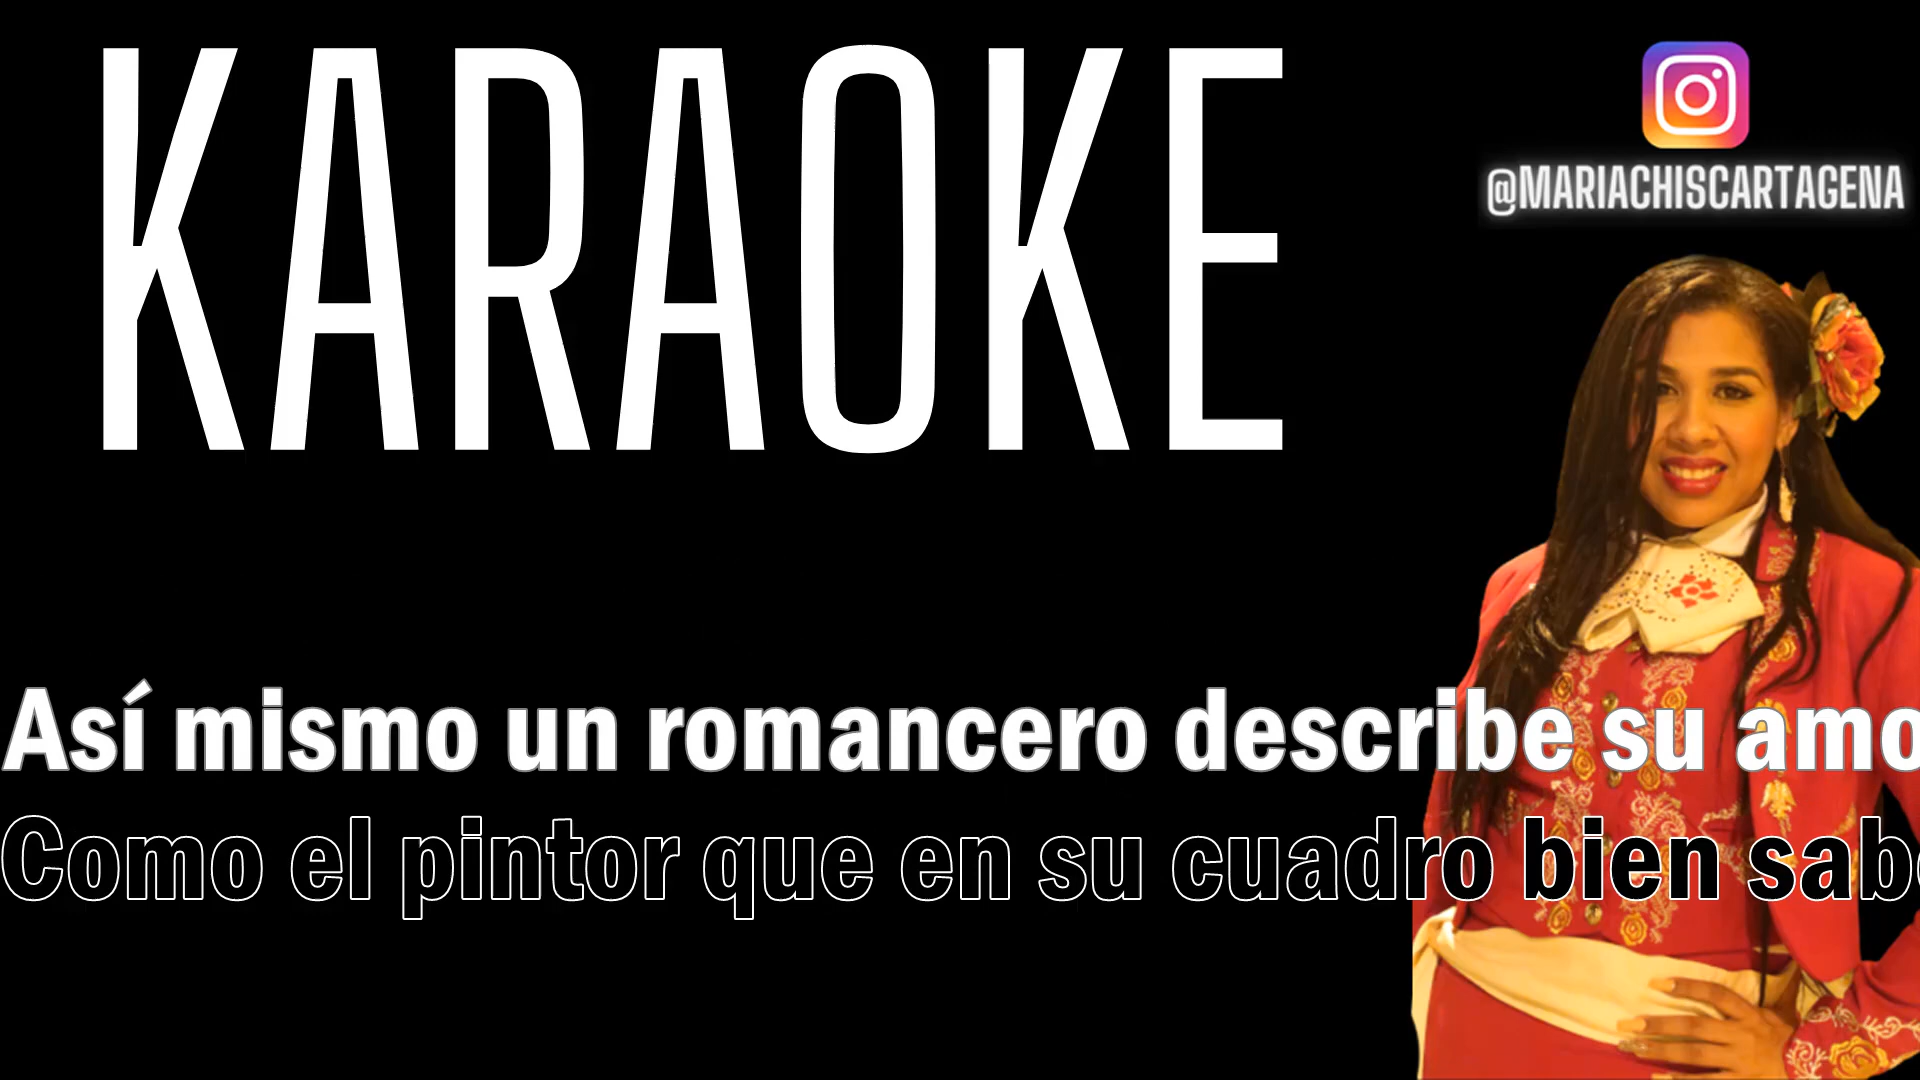 KARAOKE
@MARIACHISCARTAGENA
Así mismo un romancero describe su amo
Como el pintor que en su cuadro bien sab